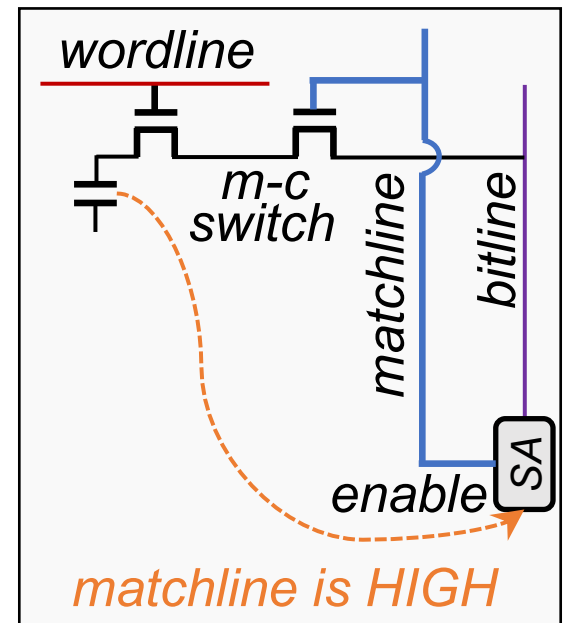 wordline
m-c
switch
matchline
bitline
SA
enable
matchline is HIGH